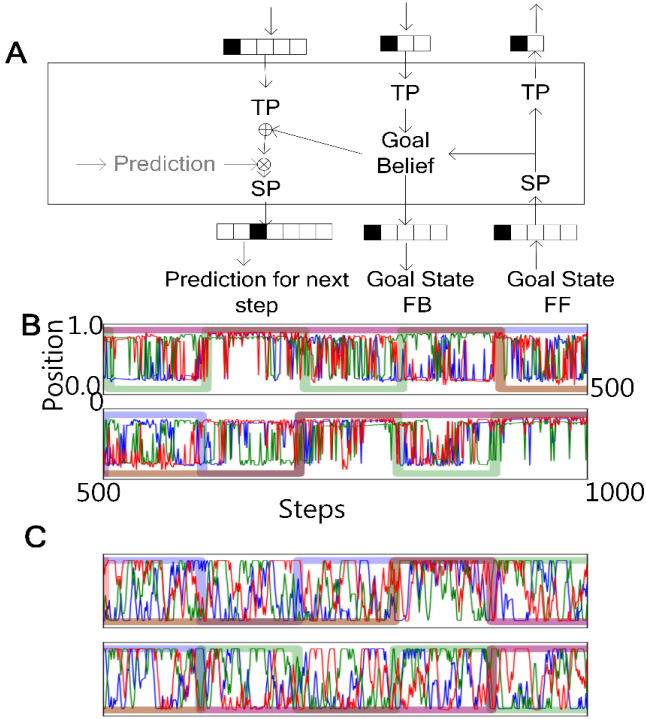 A
TP
TP
TP
Goal
Belief
Prediction
SP
SP
Prediction for next
step
Goal State
FB
Goal State
FF
B
1.0
Position
0.0
0
500
500
1000
Steps
C